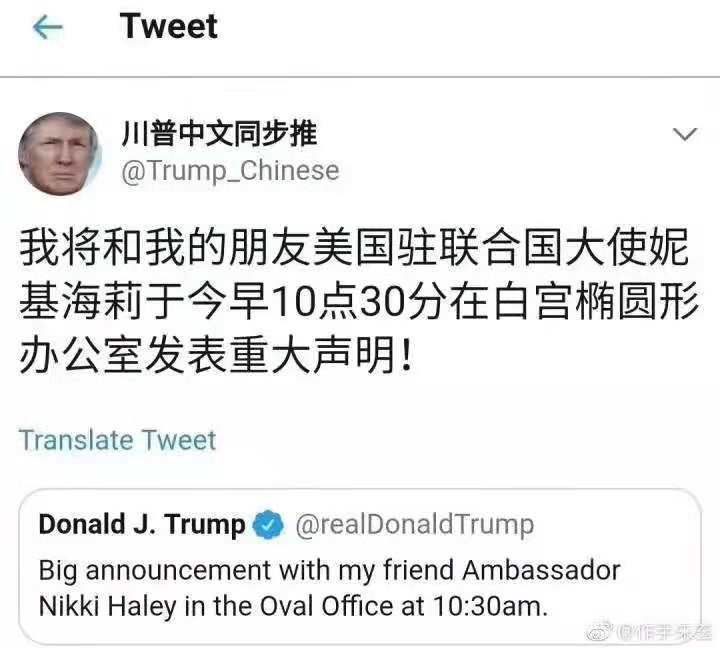 Tweet
川普中文同步推
@Trump_Chinese
我将和我的朋友美国驻联合国大使妮
基海莉于今早10点30分在白宫椭圆形
办公室发表重大声明！
Translate Tweet
Donald J. Trump @realDonaldTrump
Big announcement with my friend Ambassador
Nikki Haley in the Oval Office at 10:30am.